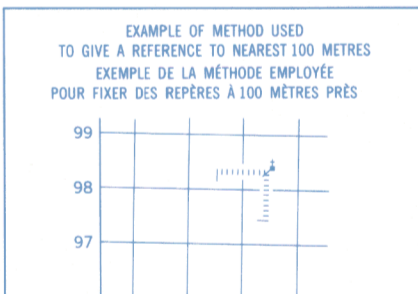 EXAMPLE OF METHOD USED
TO GIVE A REFERENCE TO NEAREST 100 METRES
EXEMPLE DE LA MÉTHODE EMPLOYÉE
POUR FIXER DES REPÈRES À 100 MÈTRES PRÈS
99
98
97